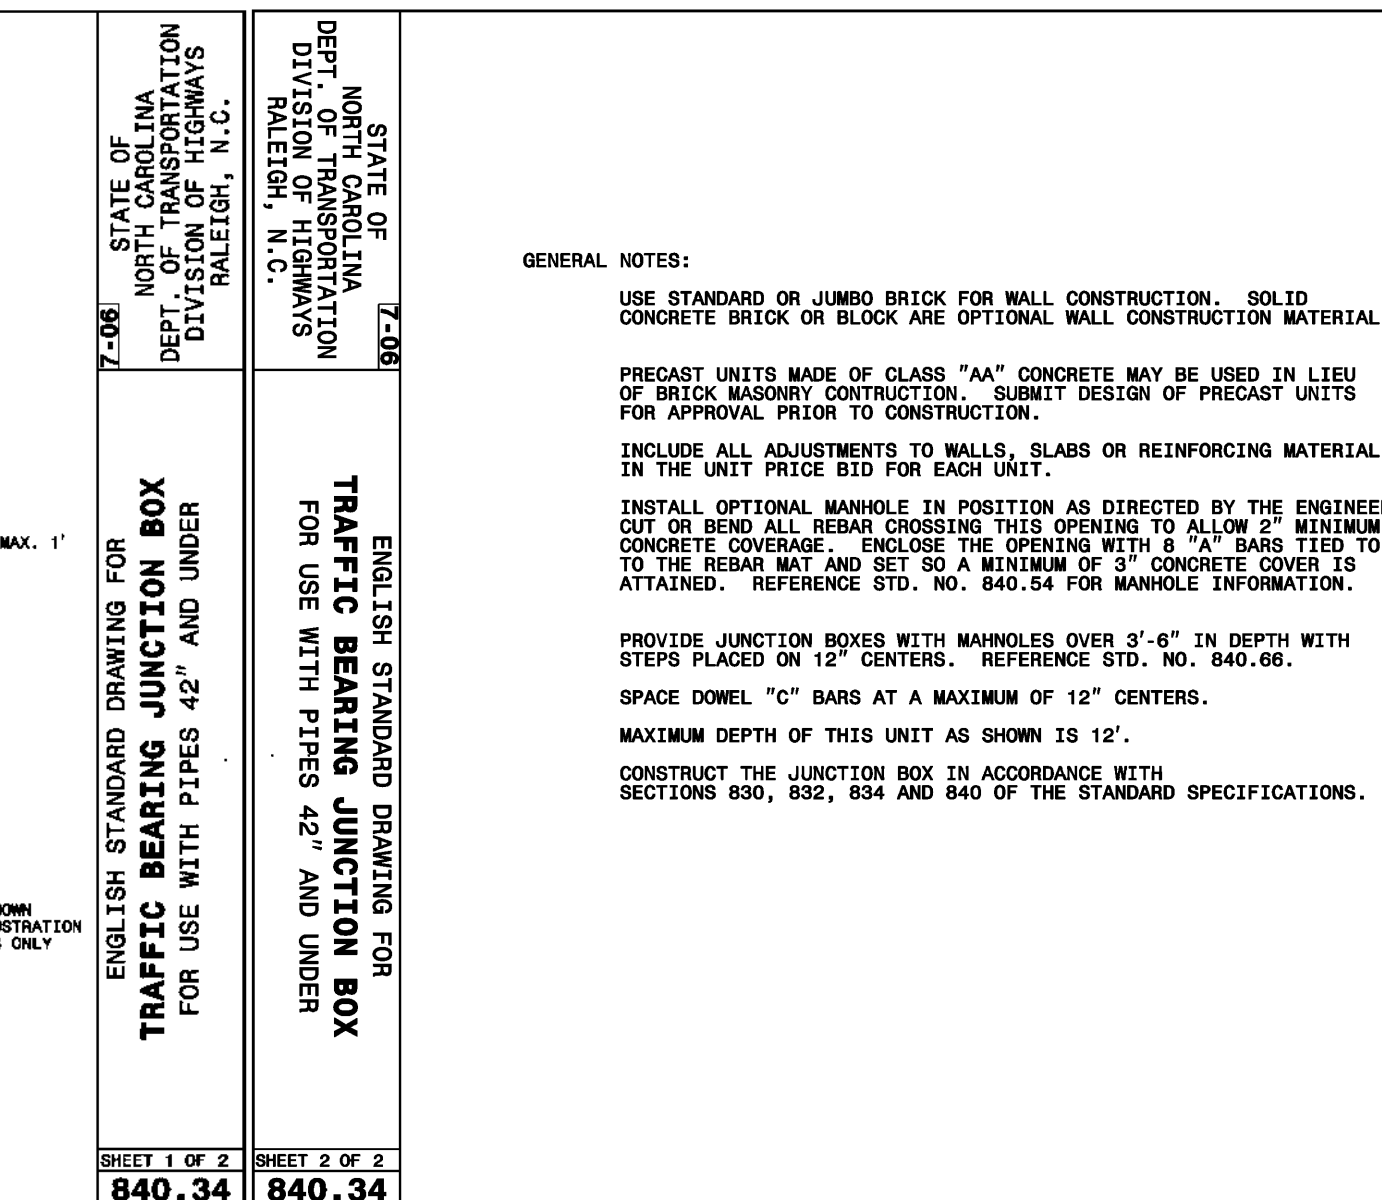 MAX. 1'
ONLY
STATE OF
NORTH CAROLINA
DEPT. OF TRANSPORTATION
DIVISION OF HIGHWAYS
RALEIGH, N.C.
7-06
ENGLISH STANDARD DRAWING FOR
TRAFFIC BEARING JUNCTION BOX
FOR USE WITH PIPES 42" AND UNDER
SHEET 1 OF 2
840.34
STATE OF
NORTH CAROLINA
DEPT. OF TRANSPORTATION
DIVISION OF HIGHWAYS
RALEIGH, N.C.
7-06
ENGLISH STANDARD DRAWING FOR
TRAFFIC BEARING JUNCTION BOX
FOR USE WITH PIPES 42" AND UNDER
SHEET 2 OF 2
840.34
GENERAL NOTES:
USE STANDARD OR JUMBO BRICK FOR WALL CONSTRUCTION. SOLID
CONCRETE BRICK OR BLOCK ARE OPTIONAL WALL CONSTRUCTION MATERIAL
PRECAST UNITS MADE OF CLASS "AA" CONCRETE MAY BE USED IN LIEU
OF BRICK MASONRY CONTRUCTION. SUBMIT DESIGN OF PRECAST UNITS
FOR APPROVAL PRIOR TO CONSTRUCTION.
INCLUDE ALL ADJUSTMENTS TO WALLS, SLABS OR REINFORCING MATERIAL
IN THE UNIT PRICE BID FOR EACH UNIT.
INSTALL OPTIONAL MANHOLE IN POSITION AS DIRECTED BY THE ENGINEE
CUT OR BEND ALL REBAR CROSSING THIS OPENING TO ALLOW 2" MINIMUM
CONCRETE COVERAGE. ENCLOSE THE OPENING WITH 8 "A" BARS TIED TO
TO THE REBAR MAT AND SET SO A MINIMUM OF 3" CONCRETE COVER IS
ATTAINED. REFERENCE STD. NO. 840.54 FOR MANHOLE INFORMATION.
PROVIDE JUNCTION BOXES WITH MAHNOLES OVER 3'-6" IN DEPTH WITH
STEPS PLACED ON 12" CENTERS. REFERENCE STD. NO. 840.66.
SPACE DOWEL "C" BARS AT A MAXIMUM OF 12" CENTERS.
MAXIMUM DEPTH OF THIS UNIT AS SHOWN IS 12'.
CONSTRUCT THE JUNCTION BOX IN ACCORDANCE WITH
SECTIONS 830, 832, 834 AND 840 OF THE STANDARD SPECIFICATIONS.